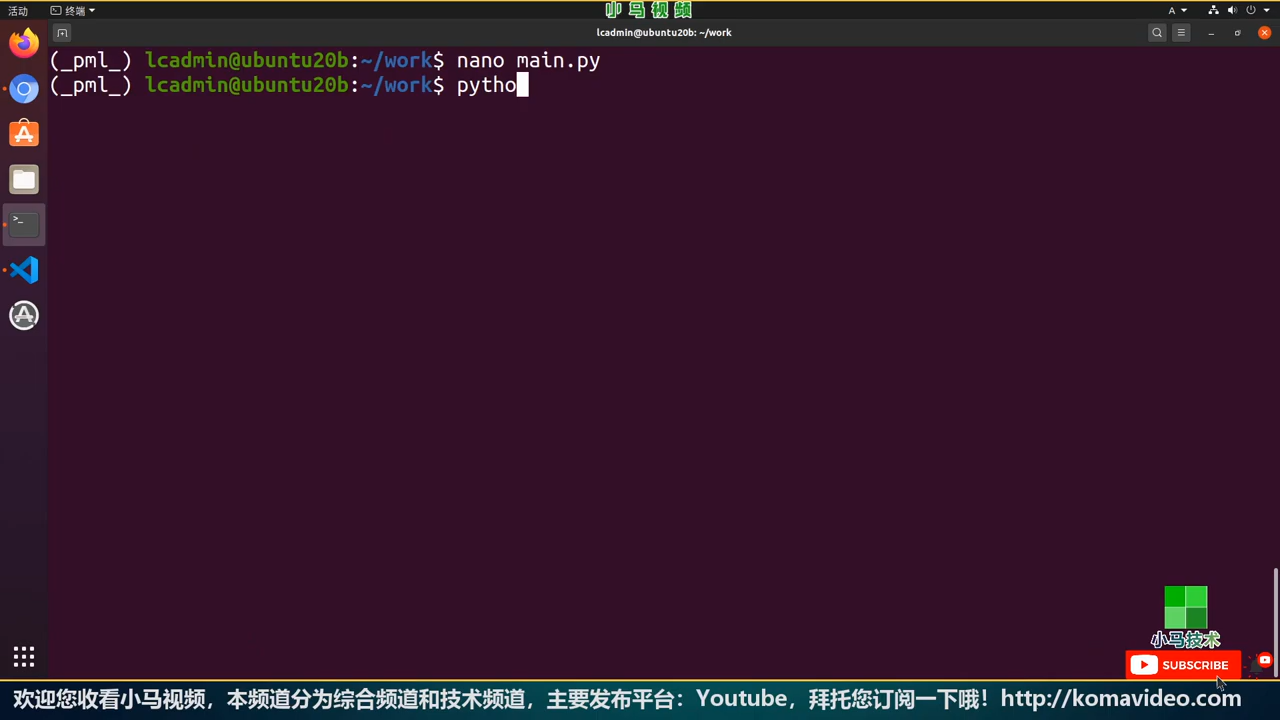 活动
终端
小马视频
A
lcadmin@ubuntu20b: ~/work
(_pml_) lcadmin@ubuntu20b:~/work$ nano main.py
(_pml_) lcadmin@ubuntu20b:~/work$ pytho
小马技术
SUBSCRIBE
欢迎您收看小马视频，本频道分为综合频道和技术频道，主要发布平台：Youtube，拜托您订阅一下哦！http://komavideo.com